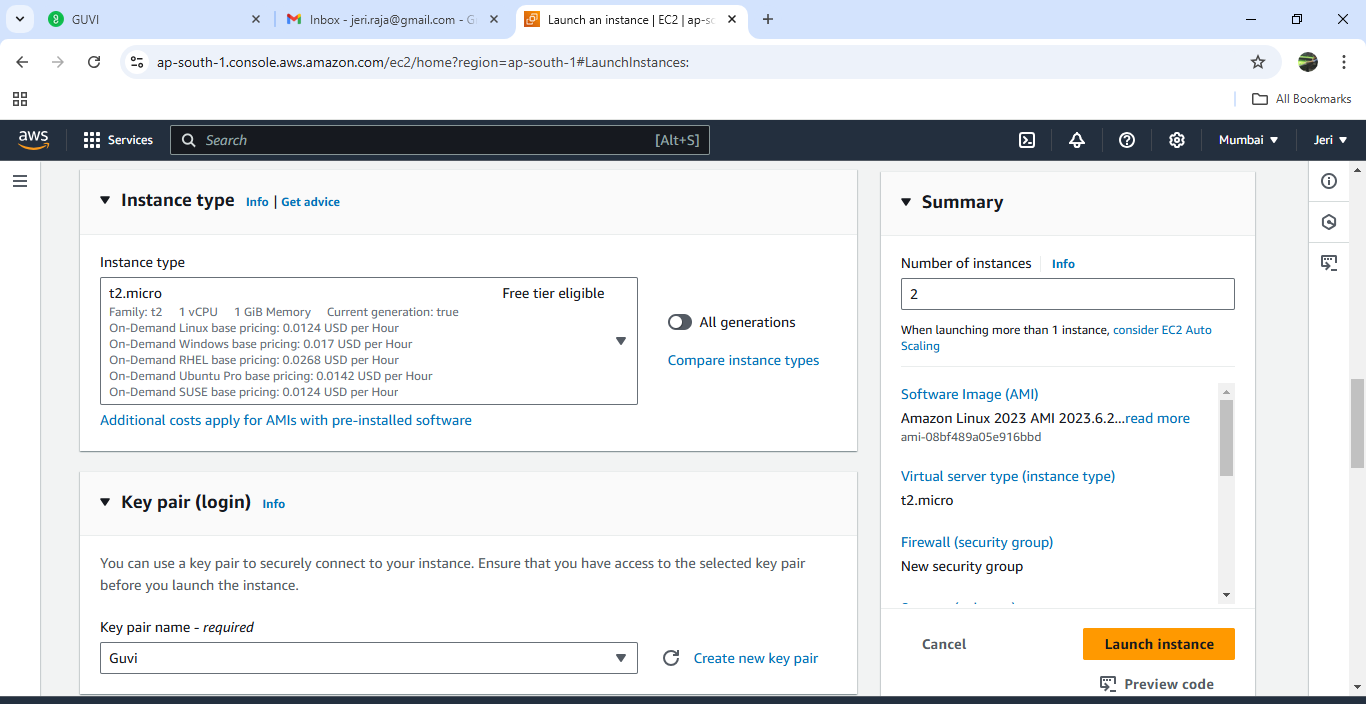 GUVI
Inbox - jeri.raja@gmail.com - G
Launch an instance | EC2 | ap-sc
ap-south-1.console.aws.amazon.com/ec2/home?region=ap-south-1#LaunchInstances:
All Bookmarks
aws
Services
Search
[Alt+S]
Mumbai
Jeri
Instance type
Info | Get advice
Instance type
t2.micro
Free tier eligible
Family: t2 1 vCPU 1 GiB Memory Current generation: true
On-Demand Linux base pricing: 0.0124 USD per Hour
On-Demand Windows base pricing: 0.017 USD per Hour
On-Demand RHEL base pricing: 0.0268 USD per Hour
On-Demand Ubuntu Pro base pricing: 0.0142 USD per Hour
On-Demand SUSE base pricing: 0.0124 USD per Hour
All generations
Compare instance types
Additional costs apply for AMIs with pre-installed software
Key pair (login)
Info
You can use a key pair to securely connect to your instance. Ensure that you have access to the selected key pair
before you launch the instance.
Key pair name - required
Guvi
Create new key pair
Summary
Number of instances
Info
2
When launching more than 1 instance, consider EC2 Auto
Scaling
Software Image (AMI)
Amazon Linux 2023 AMI 2023.6.2...read more
ami-08bf489a05e916bbd
Virtual server type (instance type)
t2.micro
Firewall (security group)
New security group
Cancel
Launch instance
Preview code